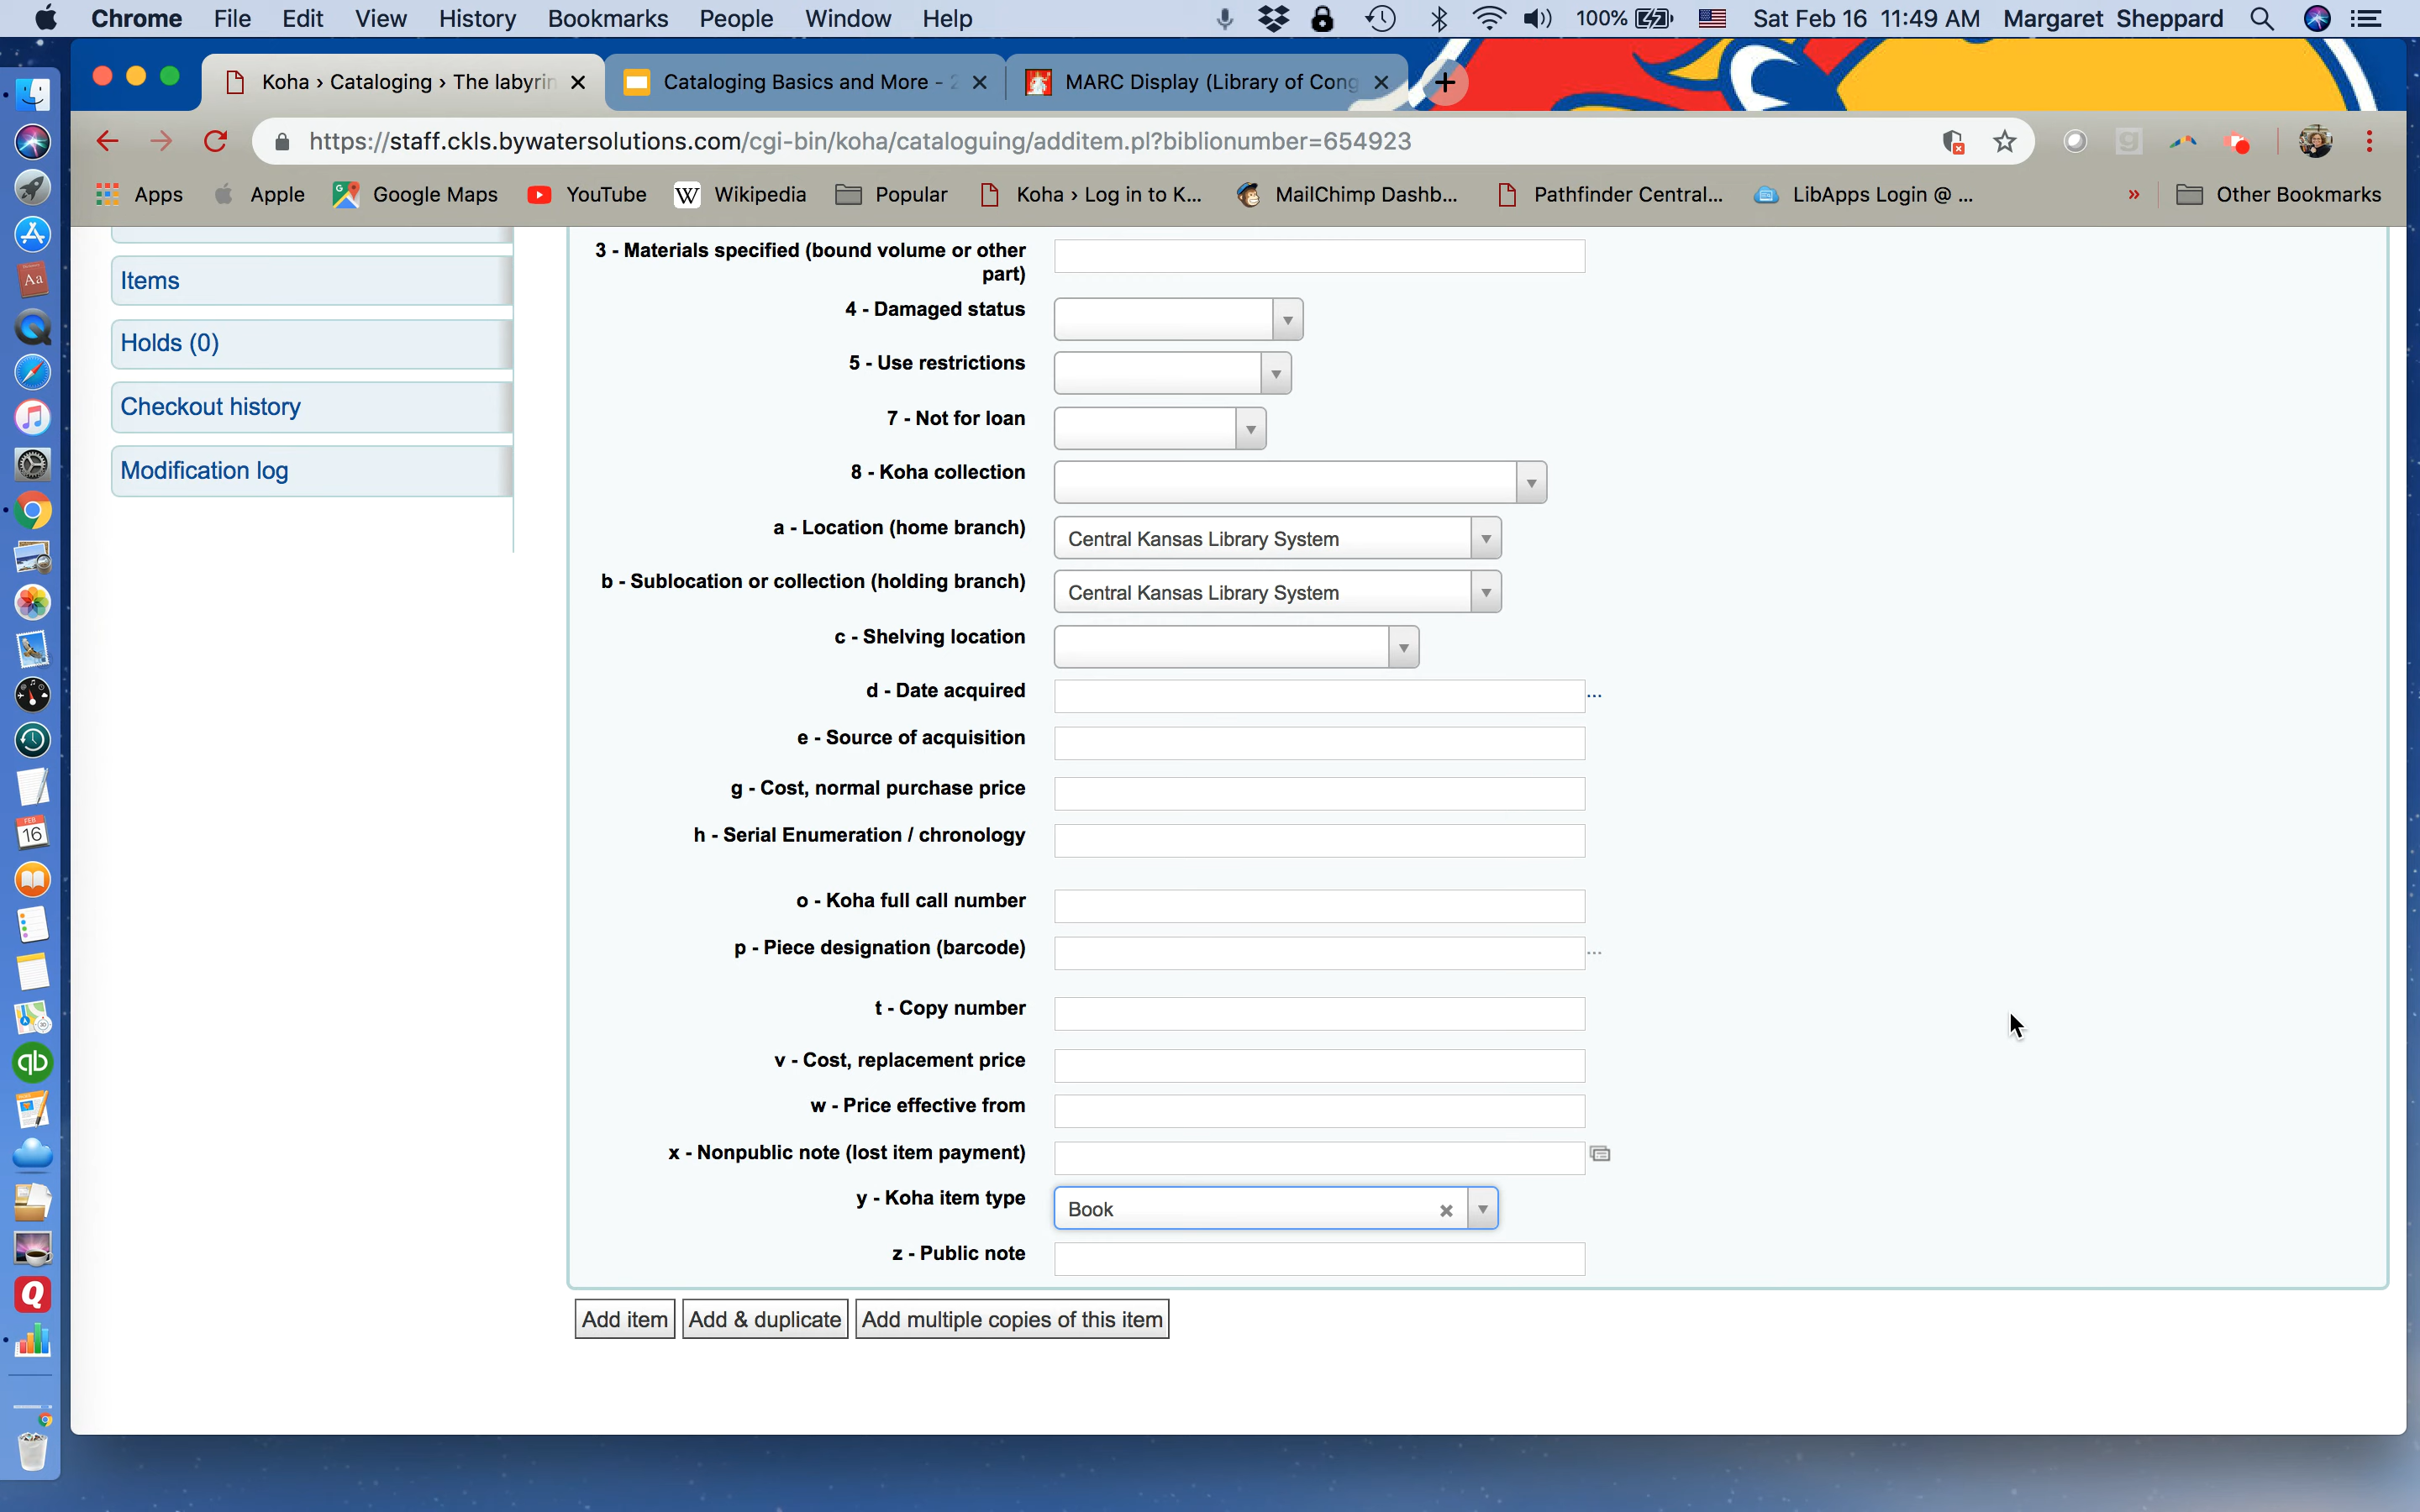 Chrome File Edit View History Bookmarks People Window Help 100% Sat Feb 16 11:49 AM Margaret Sheppard
Koha › Cataloging › The labyrin
Cataloging Basics and More - 2
MARC Display (Library of Cong
https://staff.ckls.bywatersolutions.com/cgi-bin/koha/cataloguing/additem.pl?biblionumber=654923
Apps Apple Google Maps YouTube Wikipedia Popular Koha › Log in to K... MailChimp Dashb... Pathfinder Central... LibApps Login @ ... » Other Bookmarks
Items
Holds (0)
Checkout history
Modification log
3 - Materials specified (bound volume or other
part)
4 - Damaged status
5 - Use restrictions
7 - Not for loan
8 - Koha collection
a - Location (home branch) Central Kansas Library System
b - Sublocation or collection (holding branch) Central Kansas Library System
c - Shelving location
d - Date acquired ...
e - Source of acquisition
g - Cost, normal purchase price
h - Serial Enumeration / chronology
o - Koha full call number
p - Piece designation (barcode) ...
t - Copy number
v - Cost, replacement price
w - Price effective from
x - Nonpublic note (lost item payment)
y - Koha item type Book
z - Public note
Add item Add & duplicate Add multiple copies of this item
Aa
FEB
16
qb
Q